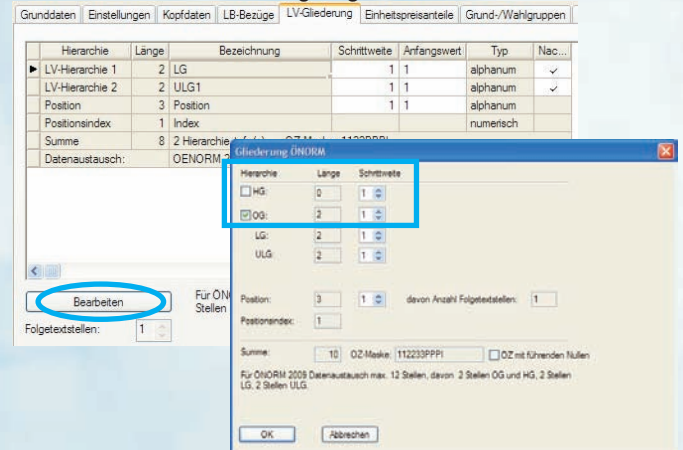 Grunddaten Einstellungen Kopfdaten LB-Bezüge LV-Gliederung Einheitspreisanteile Grund-/Wahlgruppen
Hierarchie Länge Bezeichnung Schrittweite Anfangswert Typ Nac...
LV-Hierarchie 1 2 LG 1 1 alphanum
LV-Hierarchie 2 2 ULG1 1 1 alphanum
Position 3 Position 1 1 alphanum
Positionsindex 1 Index numerisch
Summe 8 2 Hierarchie
Datenaustausch: OENORM
Bearbeiten
Für ÖN
Stellen
Folgetextstellen: 1
Gliederung ÖNORM
Hierarchie Länge Schrittweite
HG: 0 1
OG: 2 1
LG: 2 1
ULG: 2 1
Position: 3 1 davon Anzahl Folgetextstellen: 1
Positionsindex: 1
Summe: 10 OZ-Maske: 112233PPPI OZ mit führenden Nullen
Für ÖNORM 2009 Datenaustausch max. 12 Stellen, davon 2 Stellen OG und HG, 2 Stellen
LG, 2 Stellen ULG.
OK Abbrechen